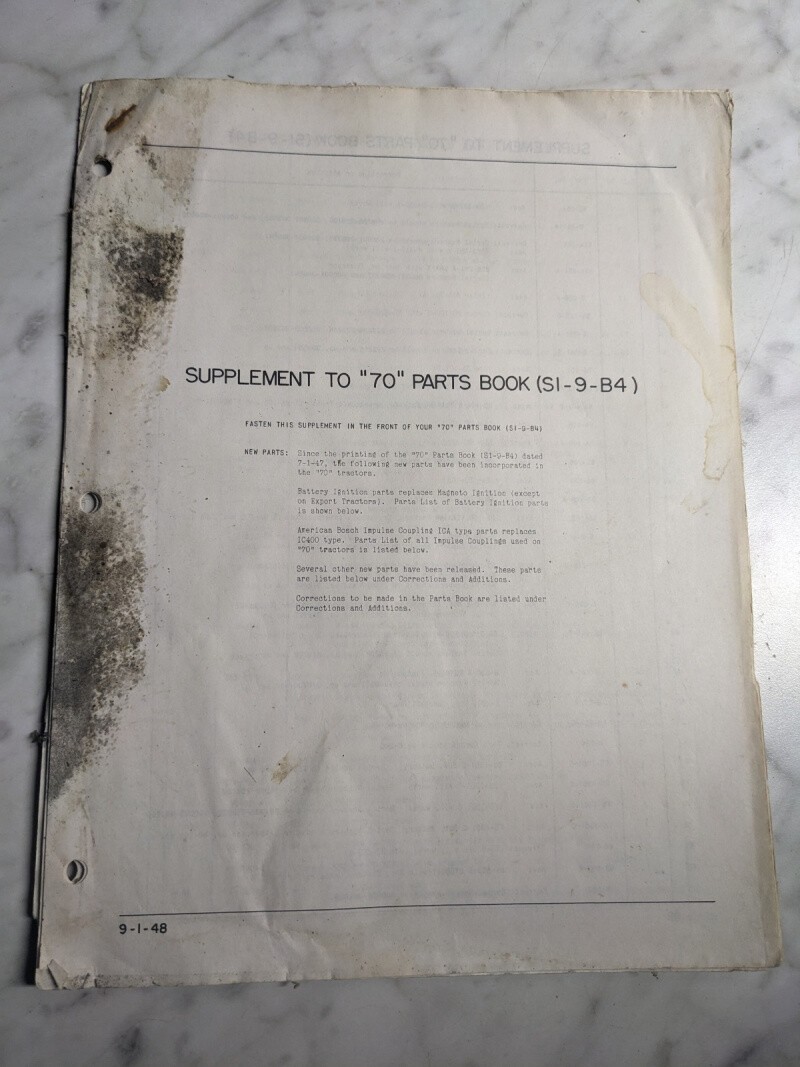 SUPPLEMENT TO "70" PARTS BOOK (S1-9-B4)
FASTEN THIS SUPPLEMENT IN THE FRONT OF YOUR "70" PARTS BOOK (S1-9-B4)
NEW PARTS: Since the printing of the "70" Parts Book (S1-9-B4) dated
7-1-47, the following new parts have been incorporated in
the "70" tractors.
Battery Ignition parts replaces Magneto Ignition (except
on Export Tractors). Parts List of Battery Ignition parts
is shown below.
American Bosch Impulse Coupling ICA type parts replaces
IC400 type. Parts List of all Impulse Couplings used on
"70" tractors is listed below.
Several other new parts have been released. These parts
are listed below under Corrections and Additions.
Corrections to be made in the Parts Book are listed under
Corrections and Additions.
9-1-48